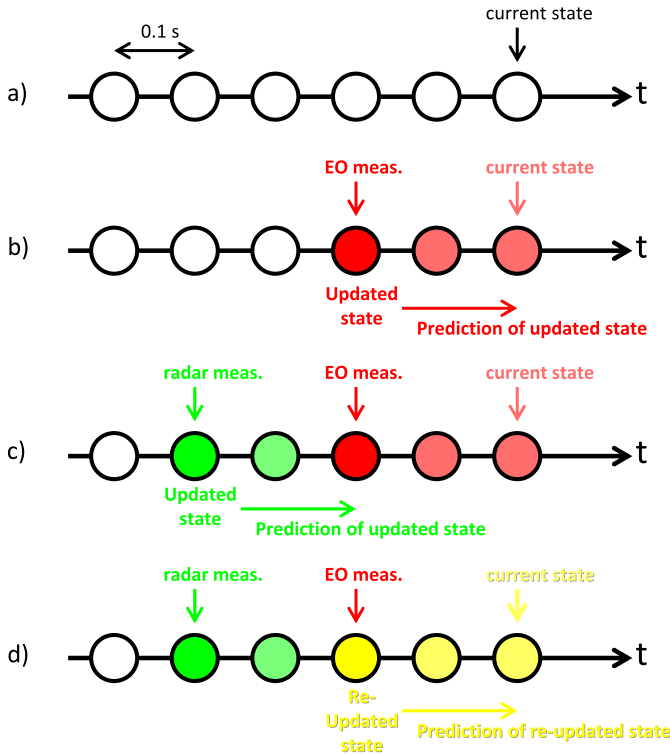 current state
0.1 s
a)
t
EO meas.
current state
b)
t
Updated
state
Prediction of updated state
radar meas.
EO meas.
current state
c)
t
Updated
state
Prediction of updated state
radar meas.
EO meas.
current state
d)
t
Re-
Updated
state
Prediction of re-updated state